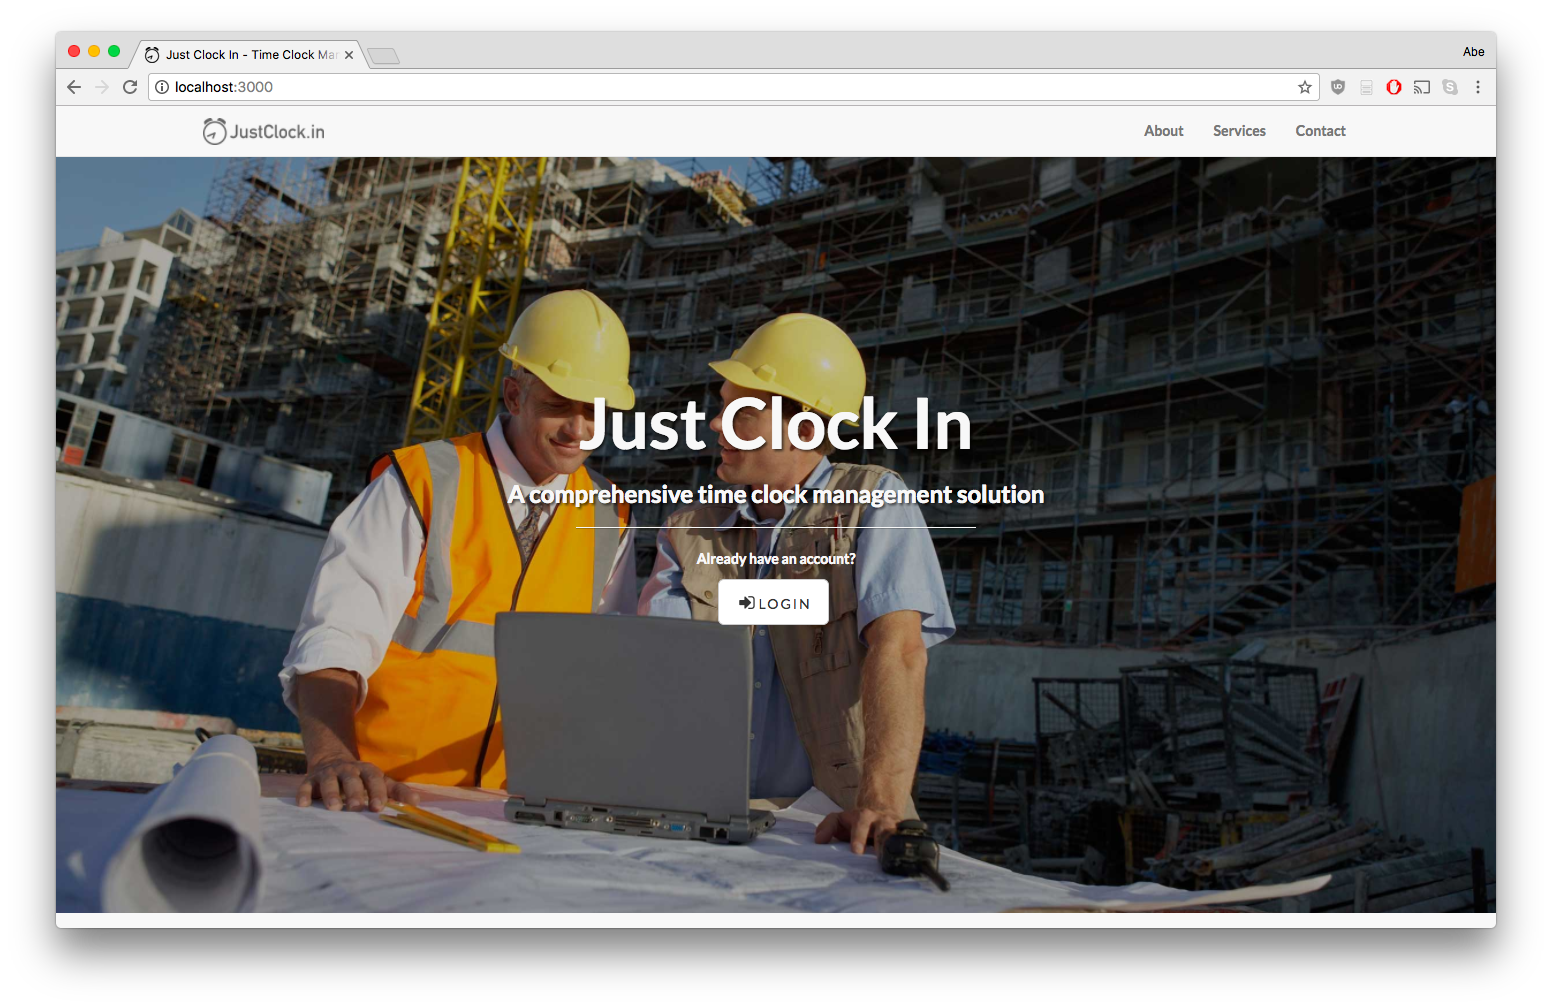 Just Clock In - Time Clock Mar
Abe
localhost:3000
JustClock.in
About Services Contact
Just Clock In
A comprehensive time clock management solution
Already have an account?
LOGIN